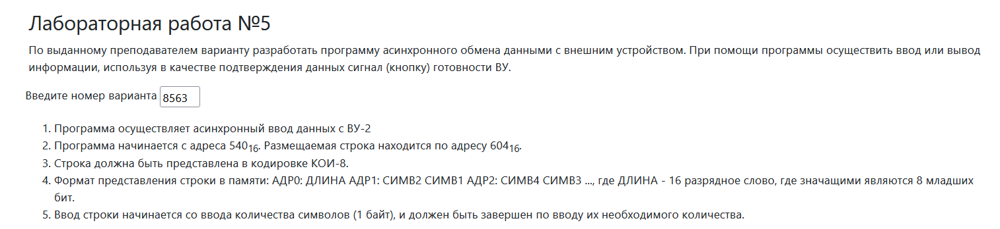 Лабораторная работа №5
По выданному преподавателем варианту разработать программу асинхронного обмена данными с внешним устройством. При помощи программы осуществить ввод или вывод
информации, используя в качестве подтверждения данных сигнал (кнопку) готовности ВУ.
Введите номер варианта 8563
1. Программа осуществляет асинхронный ввод данных с ВУ-2
2. Программа начинается с адреса 540₁₆. Размещаемая строка находится по адресу 604₁₆.
3. Строка должна быть представлена в кодировке КОИ-8.
4. Формат представления строки в памяти: АДР0: ДЛИНА АДР1: СИМВ2 СИМВ1 АДР2: СИМВ4 СИМВ3 ..., где ДЛИНА - 16 разрядное слово, где значащими являются 8 младших
бит.
5. Ввод строки начинается со ввода количества символов (1 байт), и должен быть завершен по вводу их необходимого количества.